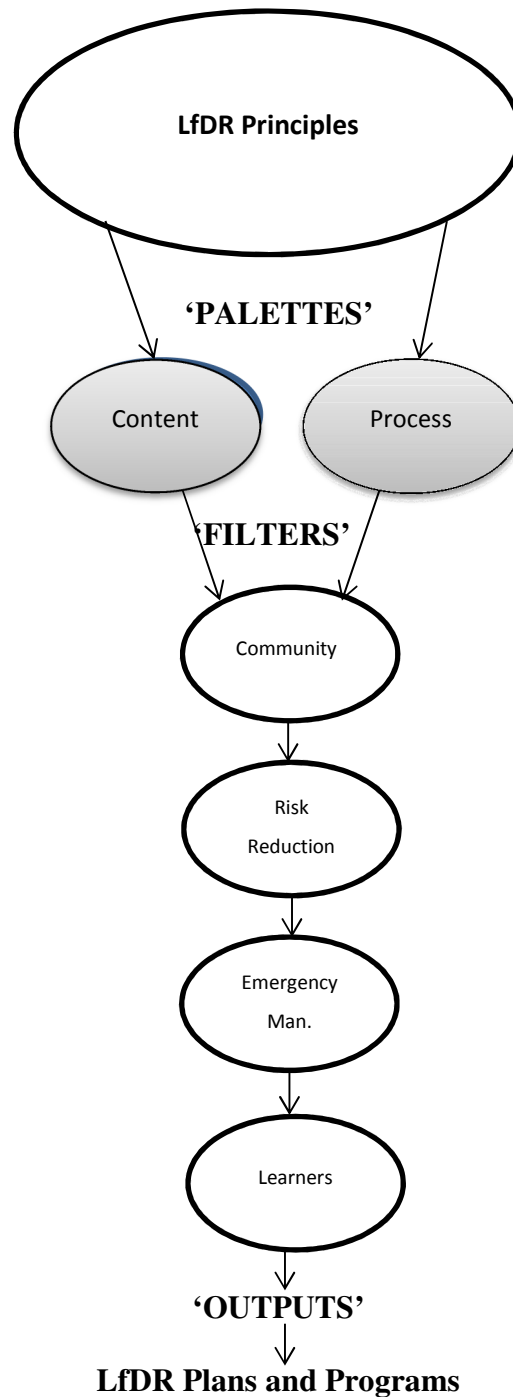 LfDR Principles
‘PALETTES’
Content
Process
‘FILTERS’
Community
Risk
Reduction
Emergency
Man.
Learners
‘OUTPUTS’
LfDR Plans and Programs